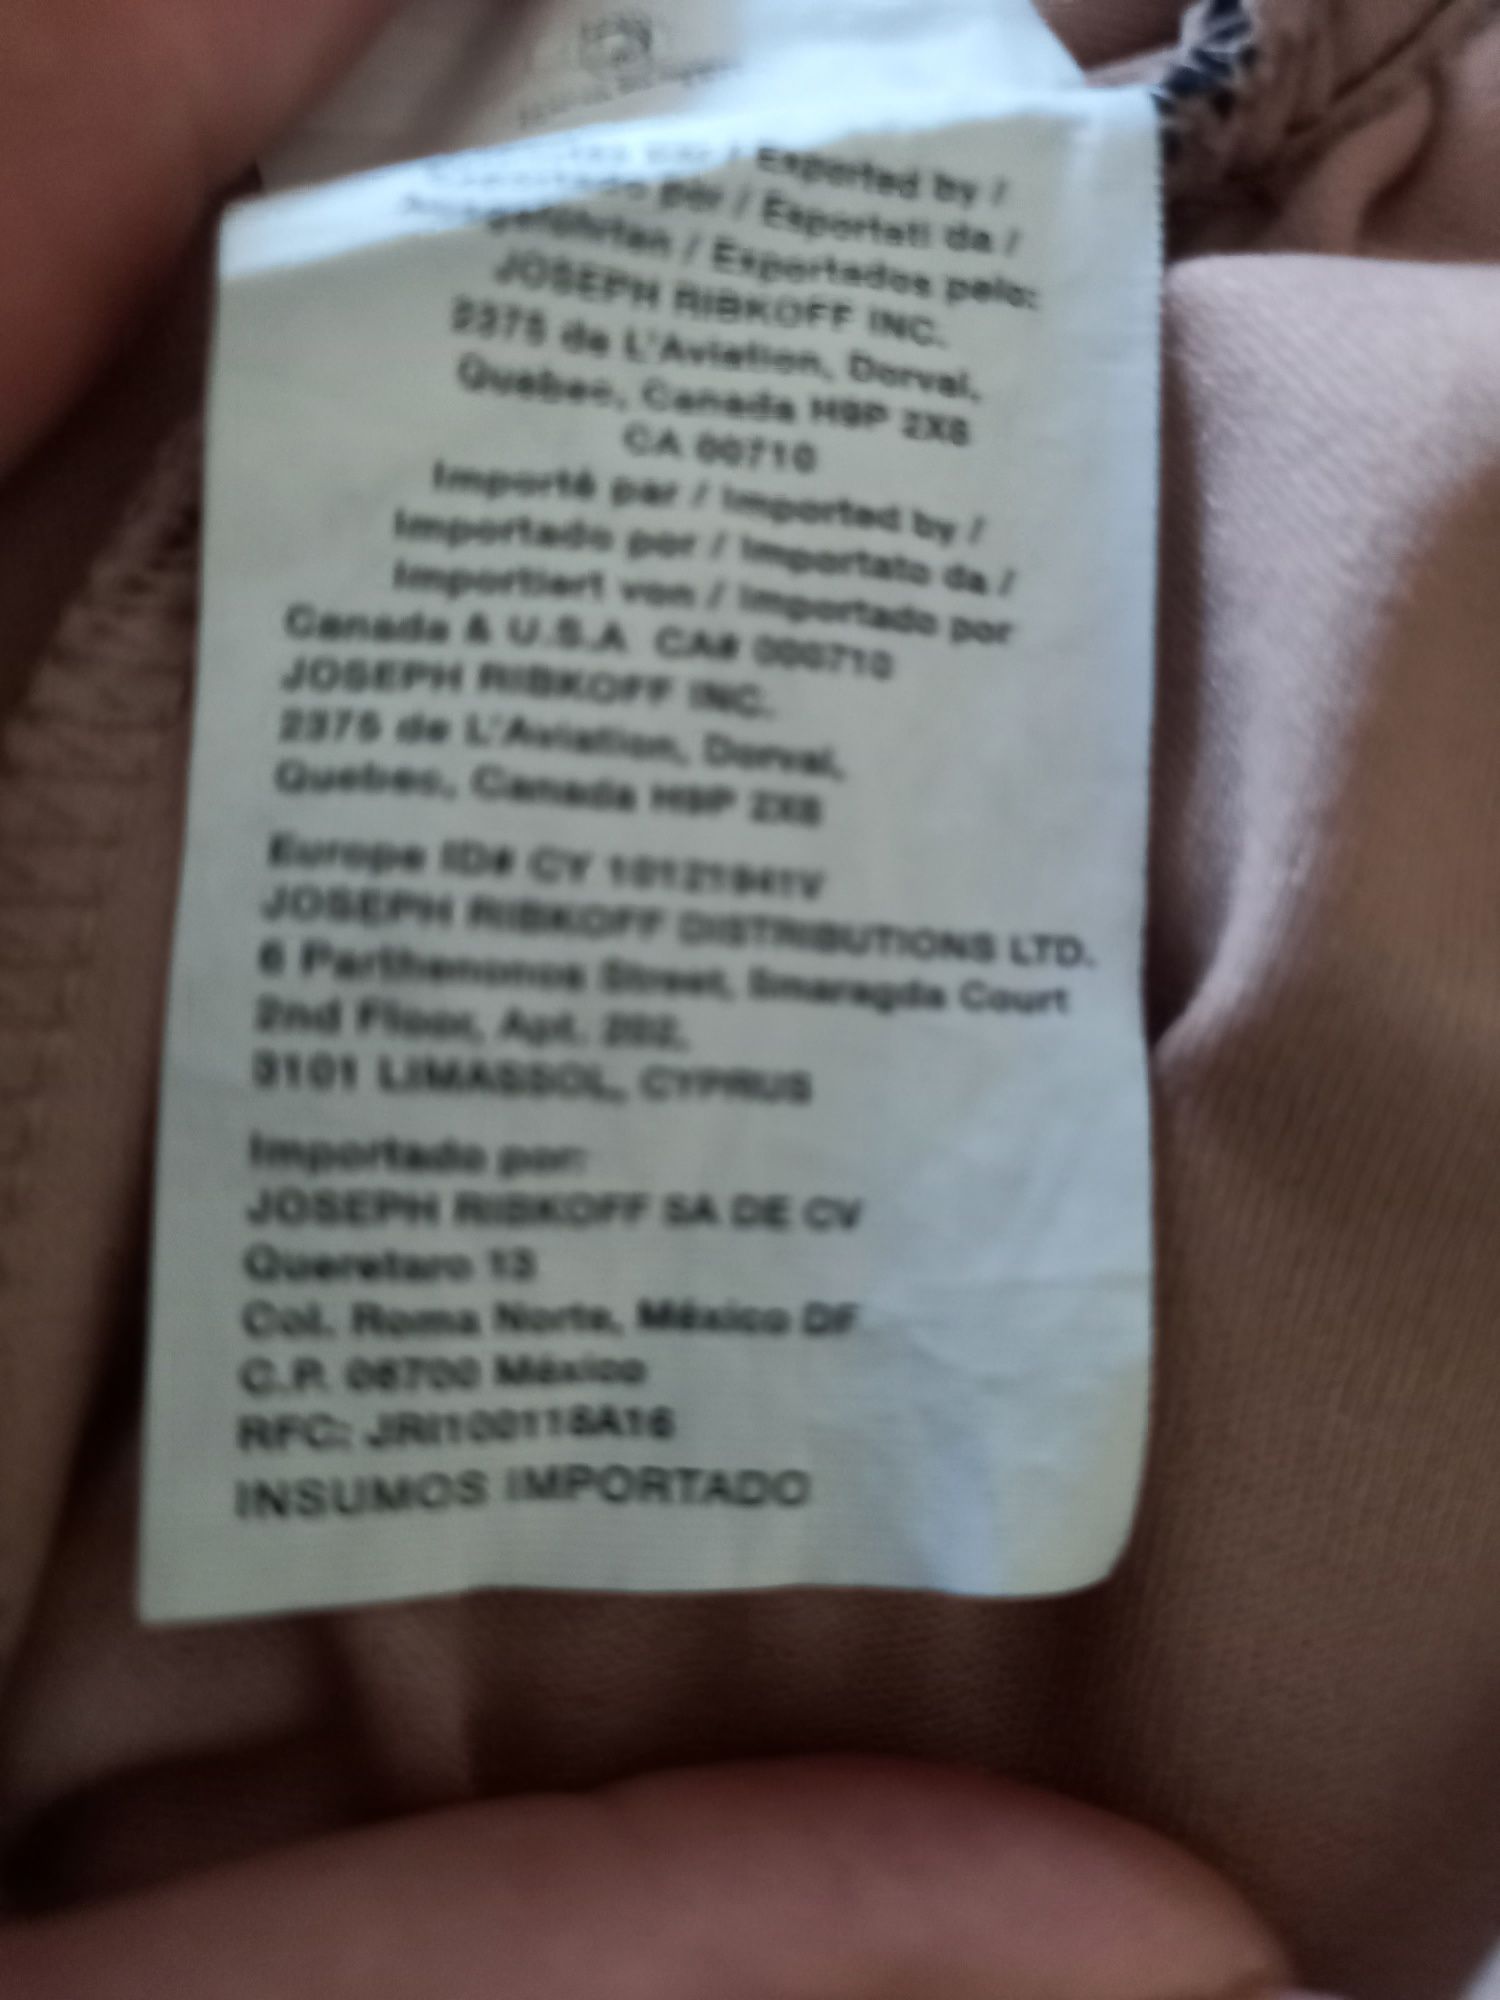 par / Exported by /
por / Exportati da /
Ausgeführten / Exportados pelo:
JOSEPH RIBKOFF INC.
2375 de L'Aviation, Dorval,
Quebec, Canada H9P 2X6
CA 00710
Importé par / Imported by /
Importado por / Importato da /
Importiert von / Importado por
Canada & U.S.A CA# 000710
JOSEPH RIBKOFF INC.
2375 de L'Aviation, Dorval,
Quebec, Canada H9P 2X6
Europe ID# CY 10121941V
JOSEPH RIBKOFF DISTRIBUTIONS LTD.
6 Parthenonos Street, Smaragda Court
2nd Floor, Apt. 202,
3101 LIMASSOL, CYPRUS
Importado por:
JOSEPH RIBKOFF SA DE CV
Queretaro 13
Col. Roma Norte, México DF
C.P. 06700 México
RFC: JRI100118A16
INSUMOS IMPORTADO